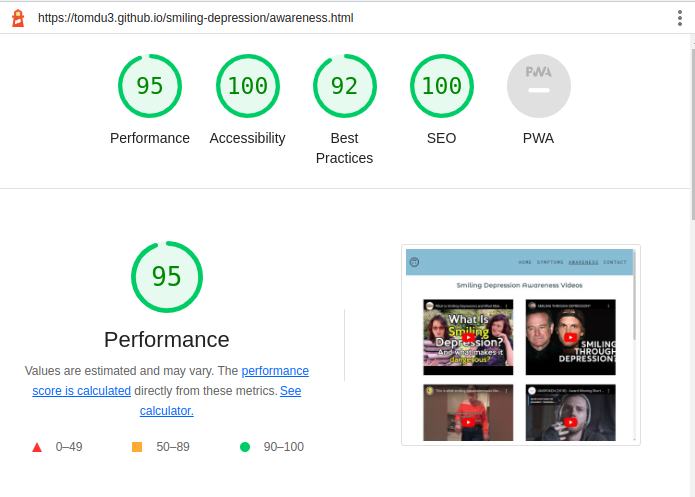 https://tomdu3.github.io/smiling-depression/awareness.html
95
100
92
100
PWA
Performance
Accessibility
Best
Practices
SEO
PWA
95
Performance
Values are estimated and may vary. The performance
score is calculated directly from these metrics. See
calculator.
0–49
50–89
90–100
HOME SYMPTOMS AWARENESS CONTACT
Smiling Depression Awareness Videos
What Is
Smiling
Depression?
And what makes it
dangerous?
SMILING THROUGH DEPRESSION?
SMILING
THROUGH
DEPRESSION?